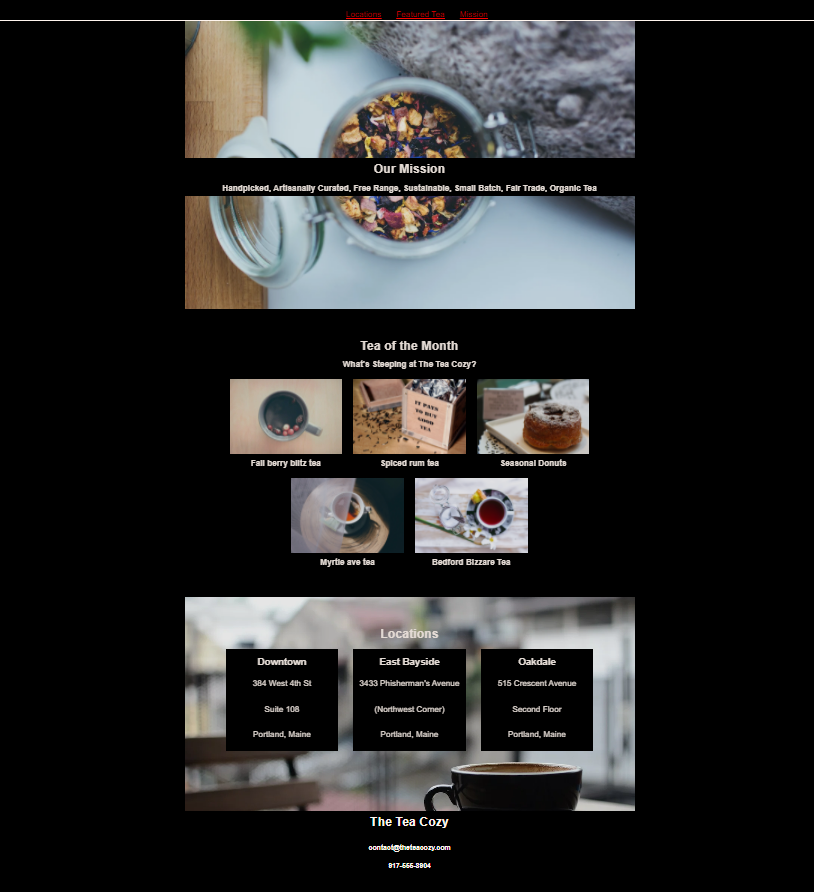 Locations Featured Tea Mission
Our Mission
Handpicked, Artisanally Curated, Free Range, Sustainable, Small Batch, Fair Trade, Organic Tea
Tea of the Month
What's Steeping at The Tea Cozy?
IT PAYS
TO BUY
GOOD
TEA
Fall berry blitz tea Spiced rum tea Seasonal Donuts
Myrtle ave tea Bedford Bizzare Tea
Locations
Downtown East Bayside Oakdale
384 West 4th St 3433 Phisherman's Avenue 515 Crescent Avenue
Suite 108 (Northwest Corner) Second Floor
Portland, Maine Portland, Maine Portland, Maine
The Tea Cozy
contact@theteacozy.com
917-555-8904